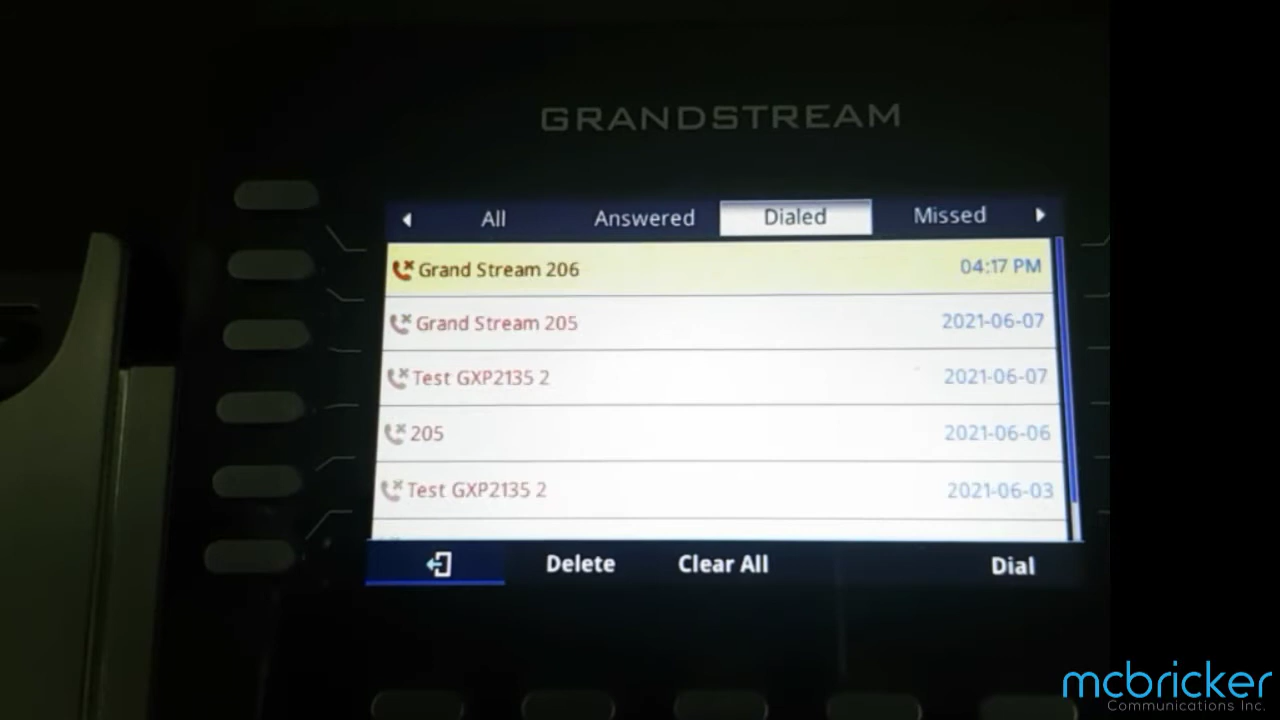 GRANDSTREAM
All Answered Dialed Missed
Grand Stream 206 04:17 PM
Grand Stream 205 2021-06-07
Test GXP2135 2 2021-06-07
205 2021-06-06
Test GXP2135 2 2021-06-03
Delete Clear All Dial
mcbricker
Communications Inc.